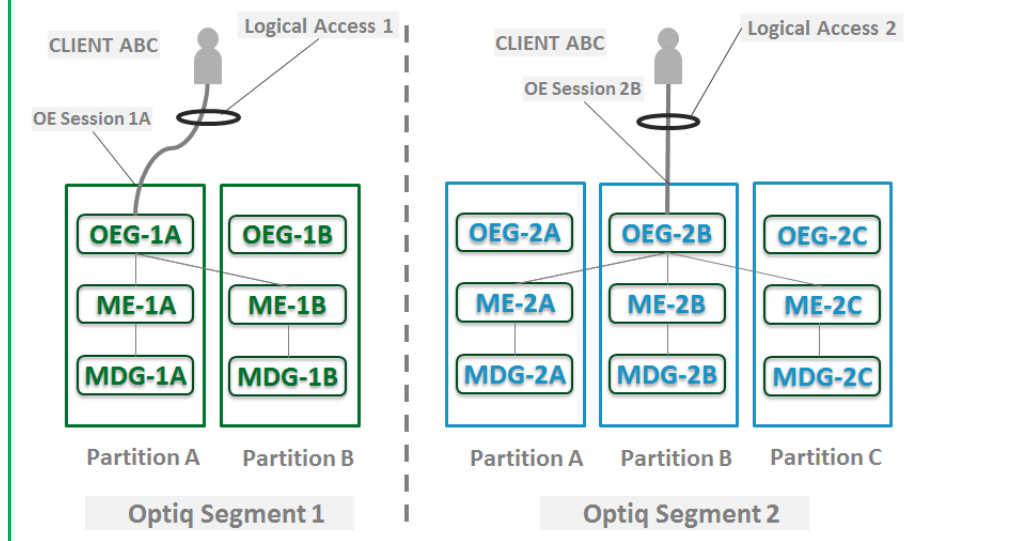 CLIENT ABC
Logical Access 1
OE Session 1A
OEG-1A
OEG-1B
ME-1A
ME-1B
MDG-1A
MDG-1B
Partition A
Partition B
Optiq Segment 1
CLIENT ABC
Logical Access 2
OE Session 2B
OEG-2A
OEG-2B
OEG-2C
ME-2A
ME-2B
ME-2C
MDG-2A
MDG-2B
MDG-2C
Partition A
Partition B
Partition C
Optiq Segment 2